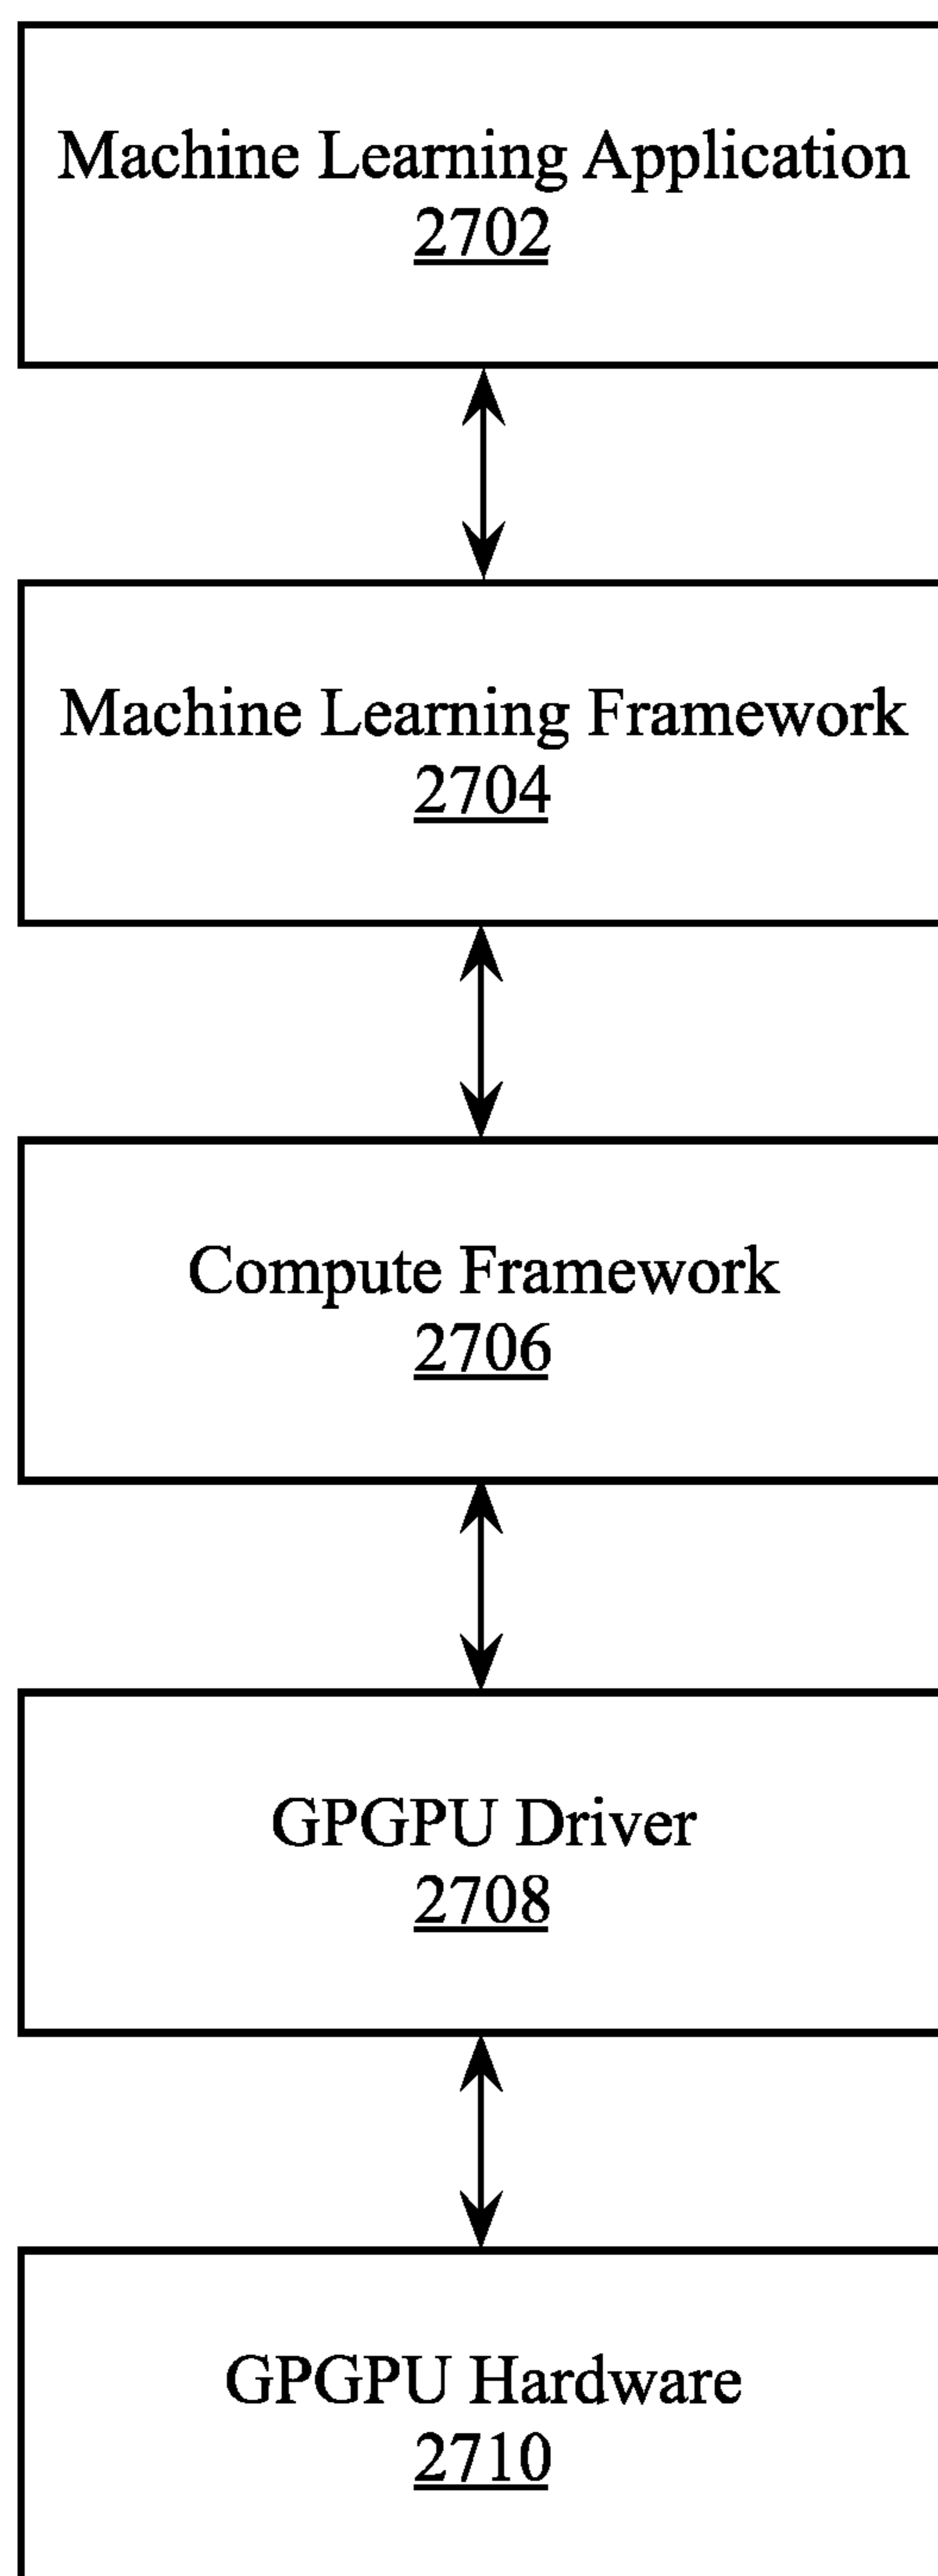 Machine Learning Application
2702
Machine Learning Framework
2704
Compute Framework
2706
GPGPU Driver
2708
GPGPU Hardware
2710